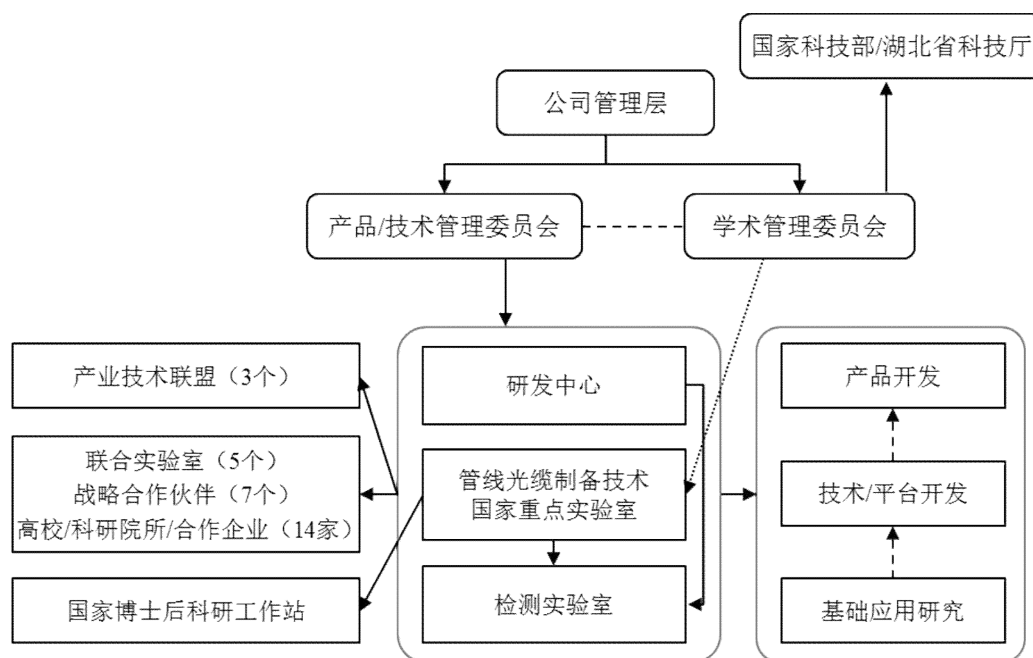 国家科技部/湖北省科技厅
公司管理层
产品/技术管理委员会
学术管理委员会
产业技术联盟（3个）
联合实验室（5个）
战略合作伙伴（7个）
高校/科研院所/合作企业（14家）
国家博士后科研工作站
研发中心
管线光缆制备技术
国家重点实验室
检测实验室
产品开发
技术/平台开发
基础应用研究